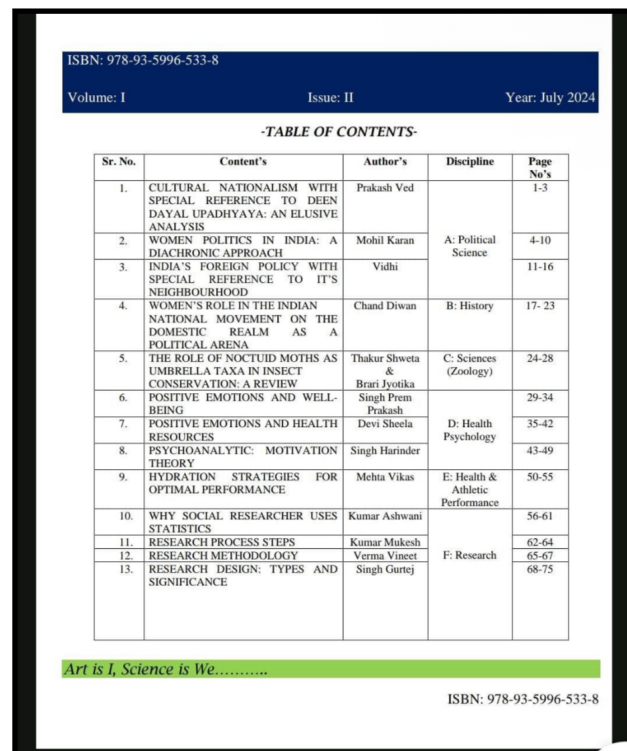 ISBN: 978-93-5996-533-8
Volume: I Issue: II Year: July 2024
-TABLE OF CONTENTS-
Sr. No. Content's Author's Discipline Page No's
1. CULTURAL NATIONALISM WITH SPECIAL REFERENCE TO DEEN DAYAL UPADHYAYA: AN ELUSIVE ANALYSIS Prakash Ved A: Political Science 1-3
2. WOMEN POLITICS IN INDIA: A DIACHRONIC APPROACH Mohil Karan 4-10
3. INDIA'S FOREIGN POLICY WITH SPECIAL REFERENCE TO IT'S NEIGHBOURHOOD Vidhi 11-16
4. WOMEN'S ROLE IN THE INDIAN NATIONAL MOVEMENT ON THE DOMESTIC REALM AS A POLITICAL ARENA Chand Diwan B: History 17- 23
5. THE ROLE OF NOCTUID MOTHS AS UMBRELLA TAXA IN INSECT CONSERVATION: A REVIEW Thakur Shweta & Brari Jyotika C: Sciences (Zoology) 24-28
6. POSITIVE EMOTIONS AND WELL-BEING Singh Prem Prakash D: Health Psychology 29-34
7. POSITIVE EMOTIONS AND HEALTH RESOURCES Devi Sheela 35-42
8. PSYCHOANALYTIC: MOTIVATION THEORY Singh Harinder 43-49
9. HYDRATION STRATEGIES FOR OPTIMAL PERFORMANCE Mehta Vikas E: Health & Athletic Performance 50-55
10. WHY SOCIAL RESEARCHER USES STATISTICS Kumar Ashwani F: Research 56-61
11. RESEARCH PROCESS STEPS Kumar Mukesh 62-64
12. RESEARCH METHODOLOGY Verma Vineet 65-67
13. RESEARCH DESIGN: TYPES AND SIGNIFICANCE Singh Gurtej 68-75
Art is I, Science is We………..
ISBN: 978-93-5996-533-8